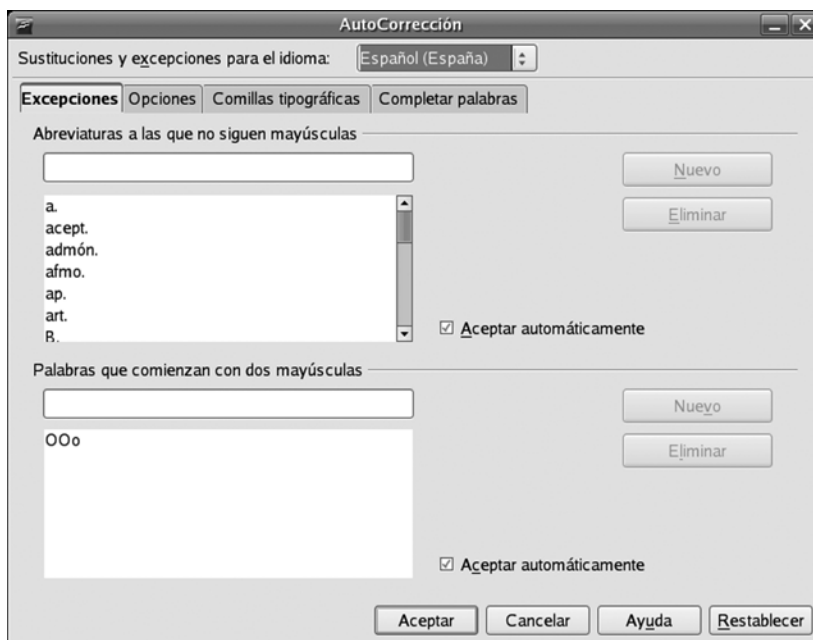 AutoCorrección
Sustituciones y excepciones para el idioma: Español (España)
Excepciones Opciones Comillas tipográficas Completar palabras
Abreviaturas a las que no siguen mayúsculas
Nuevo
Eliminar
a.
acept.
admón.
afmo.
ap.
art.
B.
Aceptar automáticamente
Palabras que comienzan con dos mayúsculas
Nuevo
Eliminar
OOo
Aceptar automáticamente
Aceptar Cancelar Ayuda Restablecer